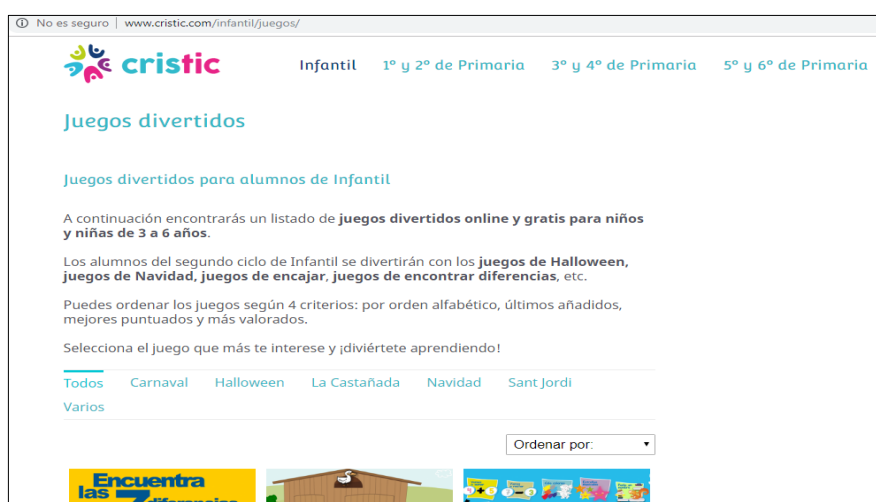 No es seguro | www.cristic.com/infantil/juegos/
cristic
Infantil 1º y 2º de Primaria 3º y 4º de Primaria 5º y 6º de Primaria
Juegos divertidos
Juegos divertidos para alumnos de Infantil
A continuación encontrarás un listado de juegos divertidos online y gratis para niños
y niñas de 3 a 6 años.
Los alumnos del segundo ciclo de Infantil se divertirán con los juegos de Halloween,
juegos de Navidad, juegos de encajar, juegos de encontrar diferencias, etc.
Puedes ordenar los juegos según 4 criterios: por orden alfabético, últimos añadidos,
mejores puntuados y más valorados.
Selecciona el juego que más te interese y ¡diviértete aprendiendo!
Todos Carnaval Halloween La Castañada Navidad Sant Jordi
Varios
Ordenar por:
Encuentra
las 7 diferencias